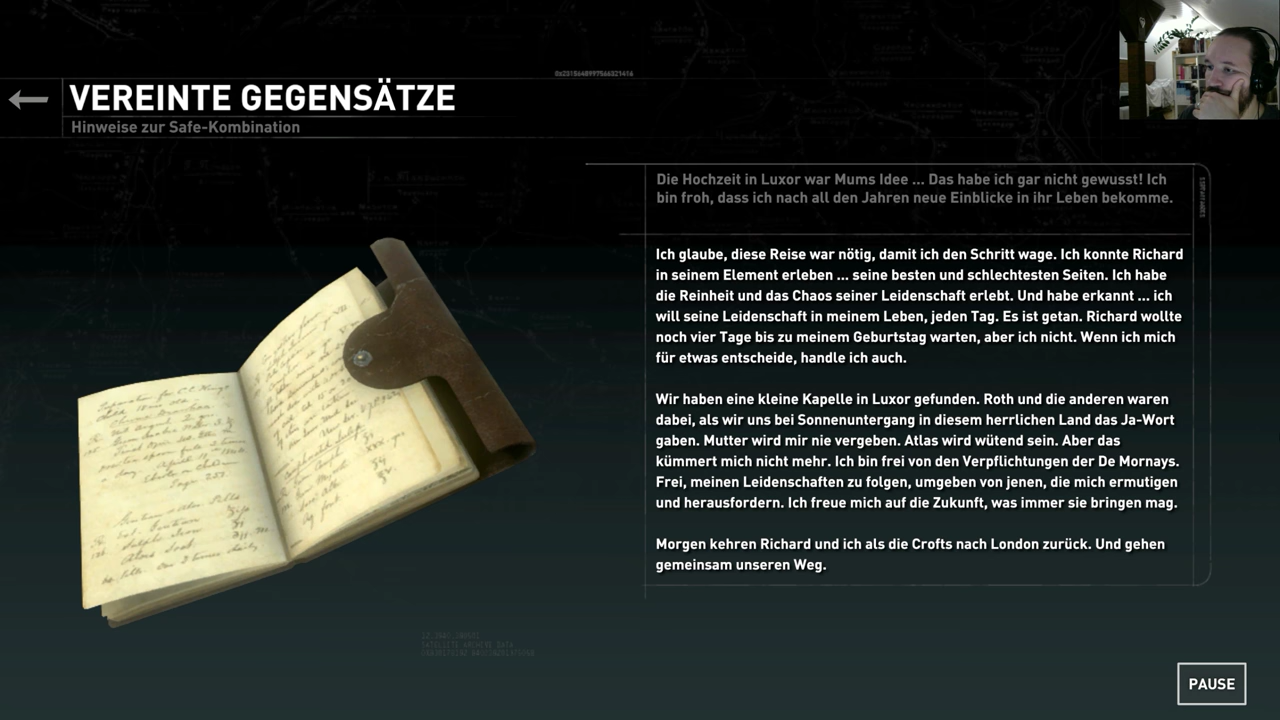 VEREINTE GEGENSÄTZE
Hinweise zur Safe-Kombination
Die Hochzeit in Luxor war Mums Idee ... Das habe ich gar nicht gewusst! Ich
bin froh, dass ich nach all den Jahren neue Einblicke in ihr Leben bekomme.
Ich glaube, diese Reise war nötig, damit ich den Schritt wage. Ich konnte Richard
in seinem Element erleben ... seine besten und schlechtesten Seiten. Ich habe
die Reinheit und das Chaos seiner Leidenschaft erlebt. Und habe erkannt ... ich
will seine Leidenschaft in meinem Leben, jeden Tag. Es ist getan. Richard wollte
noch vier Tage bis zu meinem Geburtstag warten, aber ich nicht. Wenn ich mich
für etwas entscheide, handle ich auch.
Wir haben eine kleine Kapelle in Luxor gefunden. Roth und die anderen waren
dabei, als wir uns bei Sonnenuntergang in diesem herrlichen Land das Ja-Wort
gaben. Mutter wird mir nie vergeben. Atlas wird wütend sein. Aber das
kümmert mich nicht mehr. Ich bin frei von den Verpflichtungen der De Mornays.
Frei, meinen Leidenschaften zu folgen, umgeben von jenen, die mich ermutigen
und herausfordern. Ich freue mich auf die Zukunft, was immer sie bringen mag.
Morgen kehren Richard und ich als die Crofts nach London zurück. Und gehen
gemeinsam unseren Weg.
PAUSE